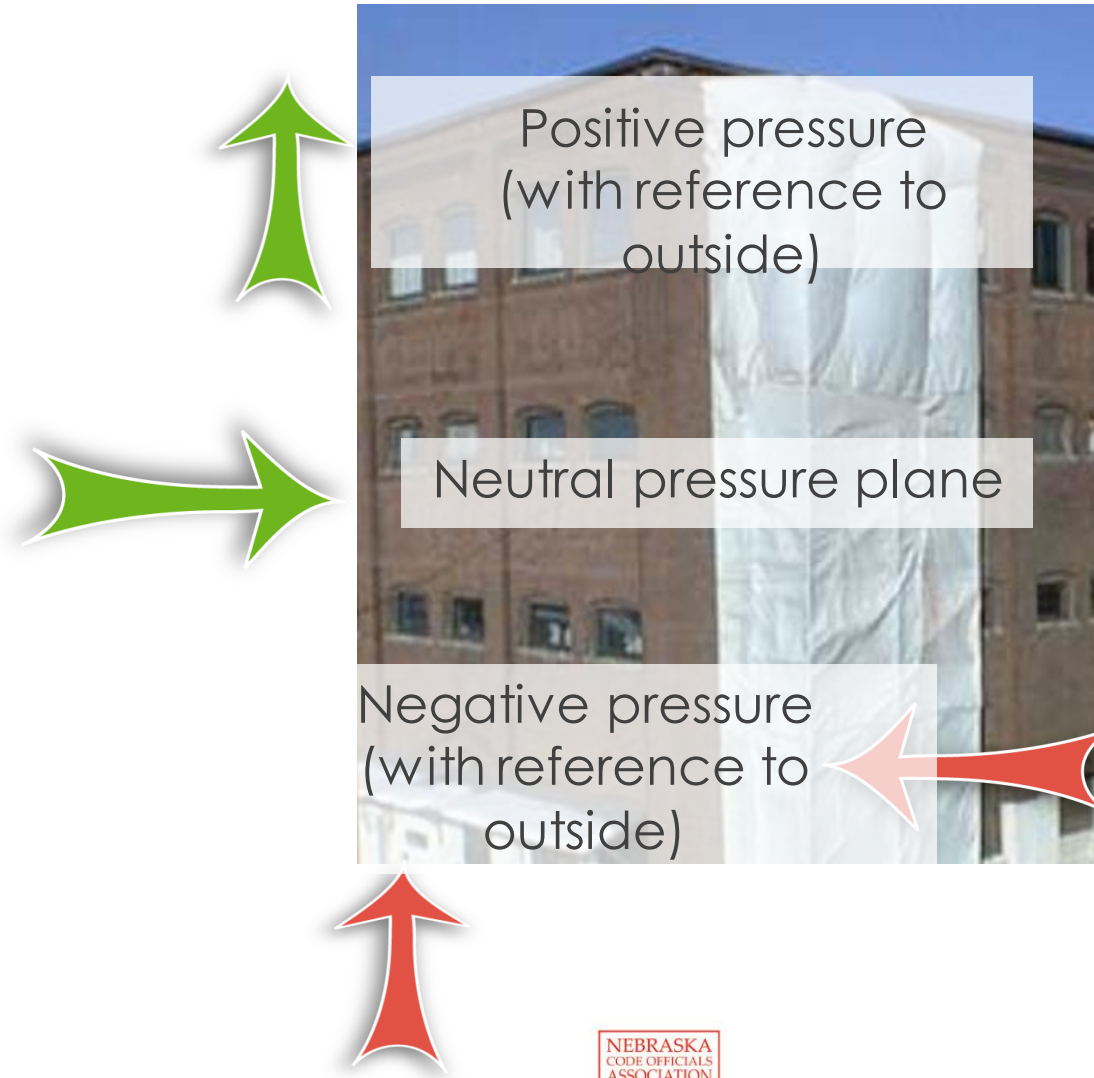 Positive pressure
(with reference to
outside)
Neutral pressure plane
Negative pressure
(with reference to
outside)
NEBRASKA
CODE OFFICIALS
ASSOCIATION